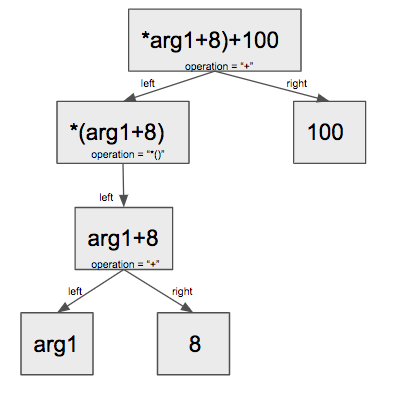 *arg1+8)+100
operation = "+"
left
right
*(arg1+8)
operation = "*()"
100
left
arg1+8
operation = "+"
left
right
arg1
8